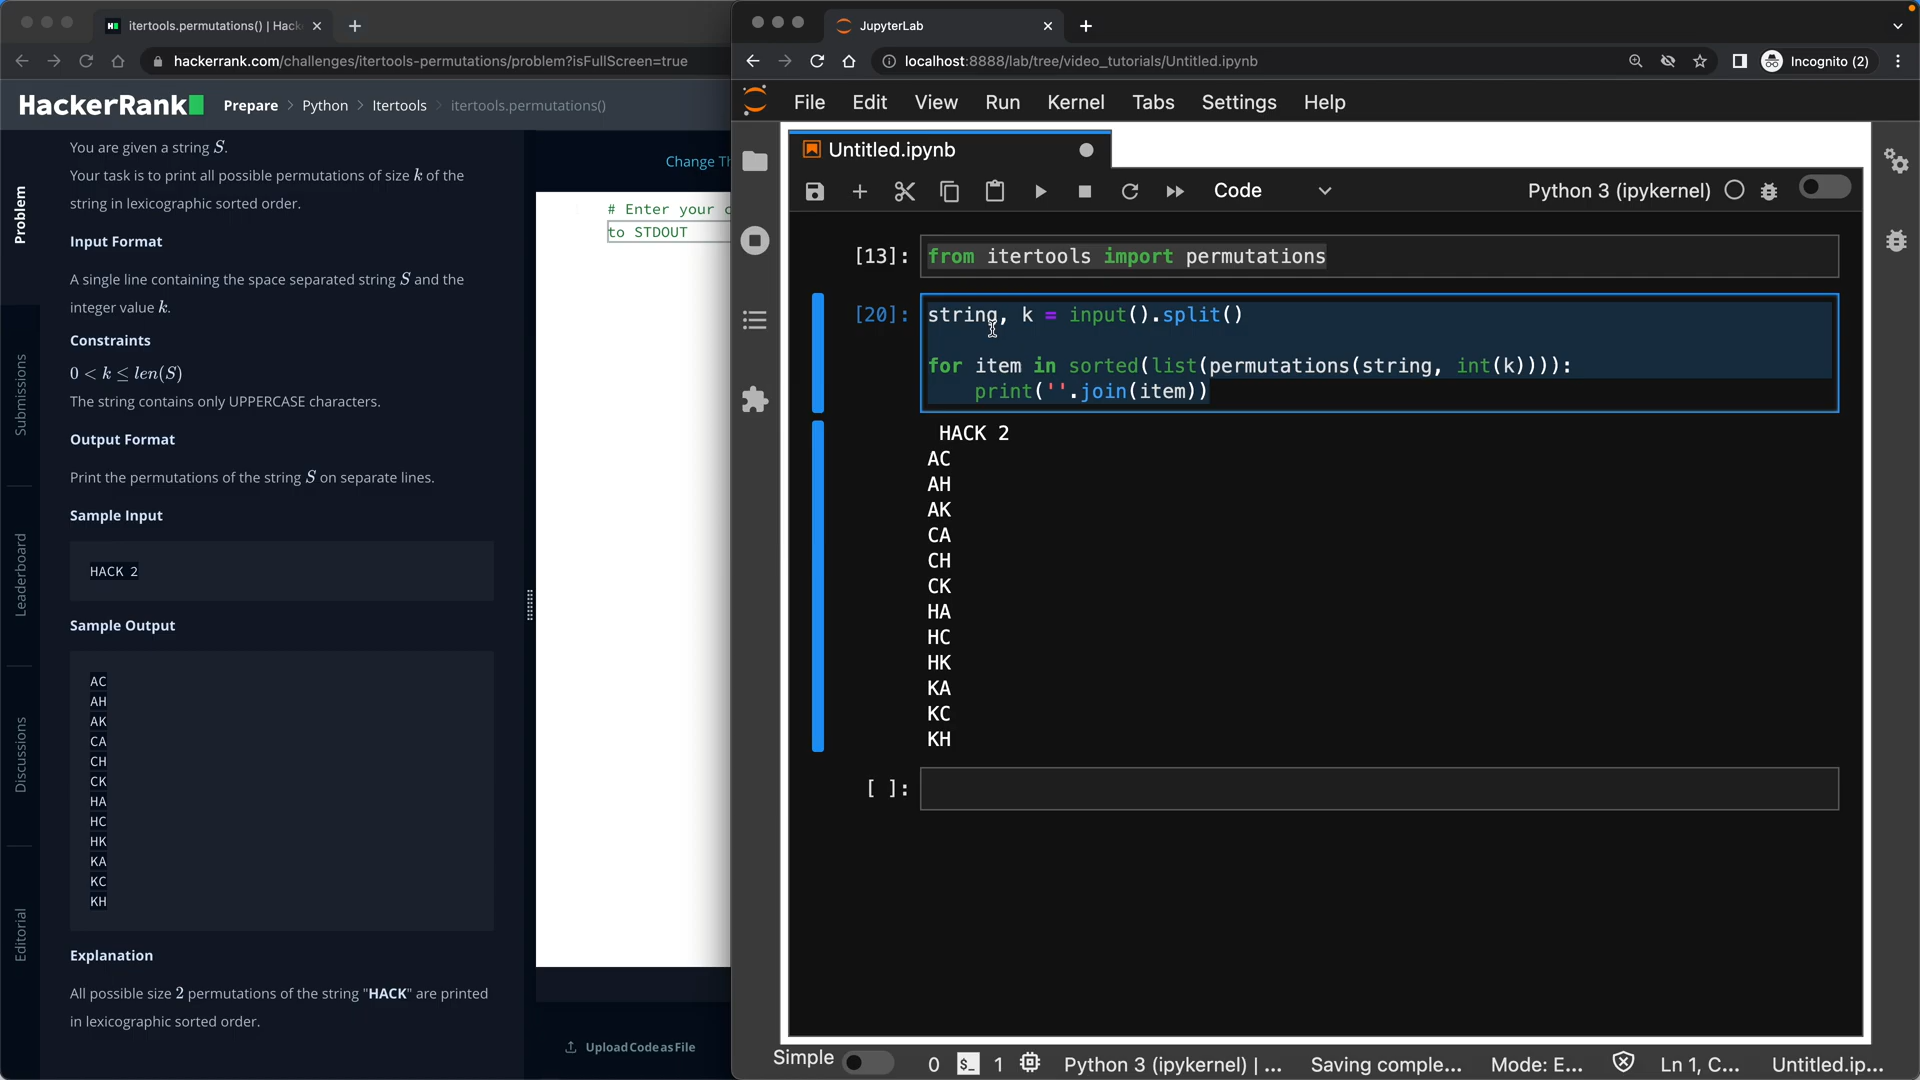 itertools.permutations() | Hack
hackerrank.com/challenges/itertools-permutations/problem?isFullScreen=true
HackerRank
Prepare > Python > Itertools > itertools.permutations()
Problem
Submissions
Leaderboard
Discussions
Editorial
You are given a string S.
Your task is to print all possible permutations of size k of the
string in lexicographic sorted order.
Input Format
A single line containing the space separated string S and the
integer value k.
Constraints
0 < k ≤ len(S)
The string contains only UPPERCASE characters.
Output Format
Print the permutations of the string S on separate lines.
Sample Input
HACK 2
Sample Output
AC
AH
AK
CA
CH
CK
HA
HC
HK
KA
KC
KH
Explanation
All possible size 2 permutations of the string "HACK" are printed
in lexicographic sorted order.
Change Th
# Enter your c
to STDOUT
Upload Code as File
JupyterLab
localhost:8888/lab/tree/video_tutorials/Untitled.ipynb
Incognito (2)
File Edit View Run Kernel Tabs Settings Help
Untitled.ipynb
Code
Python 3 (ipykernel)
[13]: from itertools import permutations
[20]: string, k = input().split()
for item in sorted(list(permutations(string, int(k)))):
print(''.join(item))
HACK 2
AC
AH
AK
CA
CH
CK
HA
HC
HK
KA
KC
KH
[ ]:
Simple 0 1 Python 3 (ipykernel) | ... Saving comple... Mode: E... Ln 1, C... Untitled.ip...